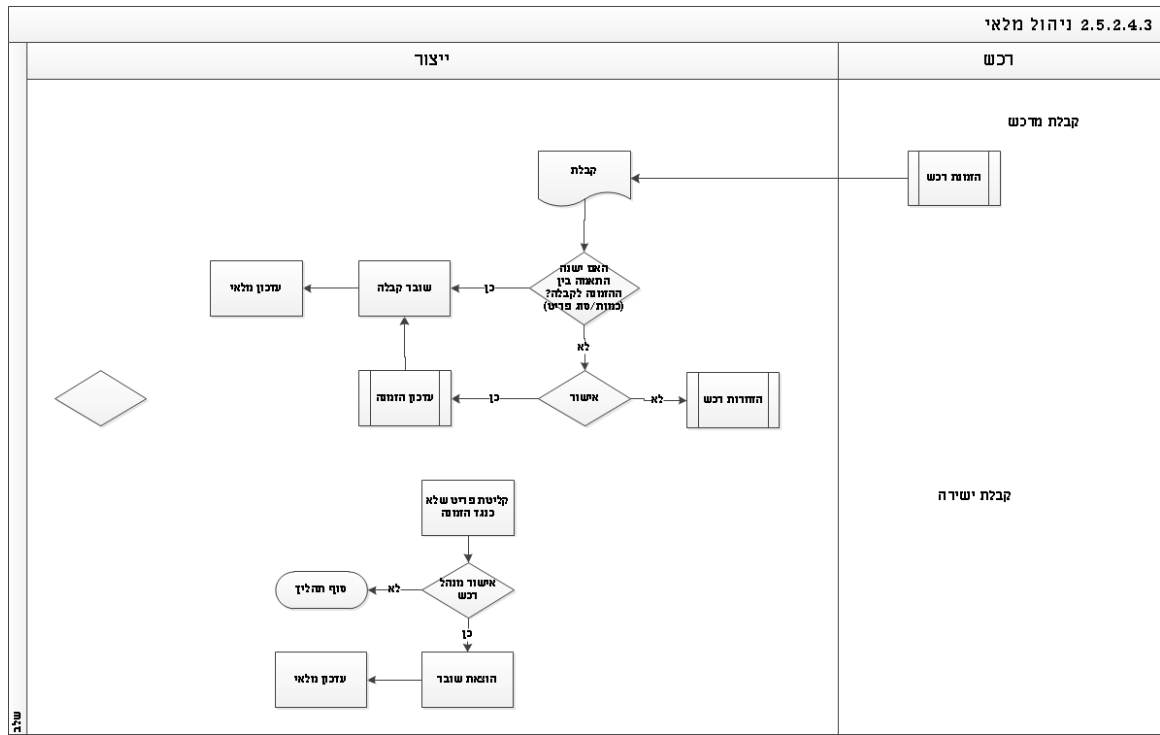 2.5.2.4.3 ניהול מלאי
רכש
ייצור
קבלת מרכש
הזמנת רכש
קבלת
האם ישנה
התאמה בין
ההזמנה לקבלה?
(כמות/סוג פריט)
כן
שובר קבלה
עדכון מלאי
לא
אישור
לא
החזרות רכש
כן
עדכון הזמנה
קבלת ישירה
קליטת פריט שלא
כנגד הזמנה
אישור מנהל
רכש
לא
סוף תהליך
כן
הוצאת שובר
עדכון מלאי
שלב